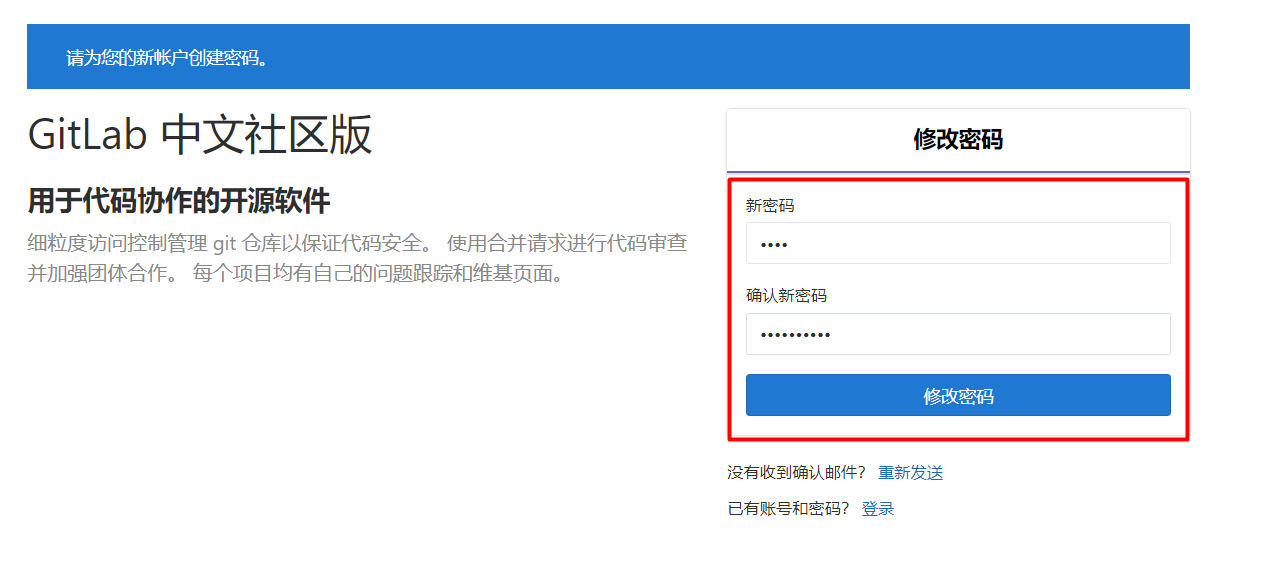 请为您的新帐户创建密码。
GitLab 中文社区版
用于代码协作的开源软件
细粒度访问控制管理 git 仓库以保证代码安全。 使用合并请求进行代码审查
并加强团体合作。 每个项目均有自己的问题跟踪和维基页面。
修改密码
新密码
••••
确认新密码
••••••••••
修改密码
没有收到确认邮件？ 重新发送
已有账号和密码？ 登录